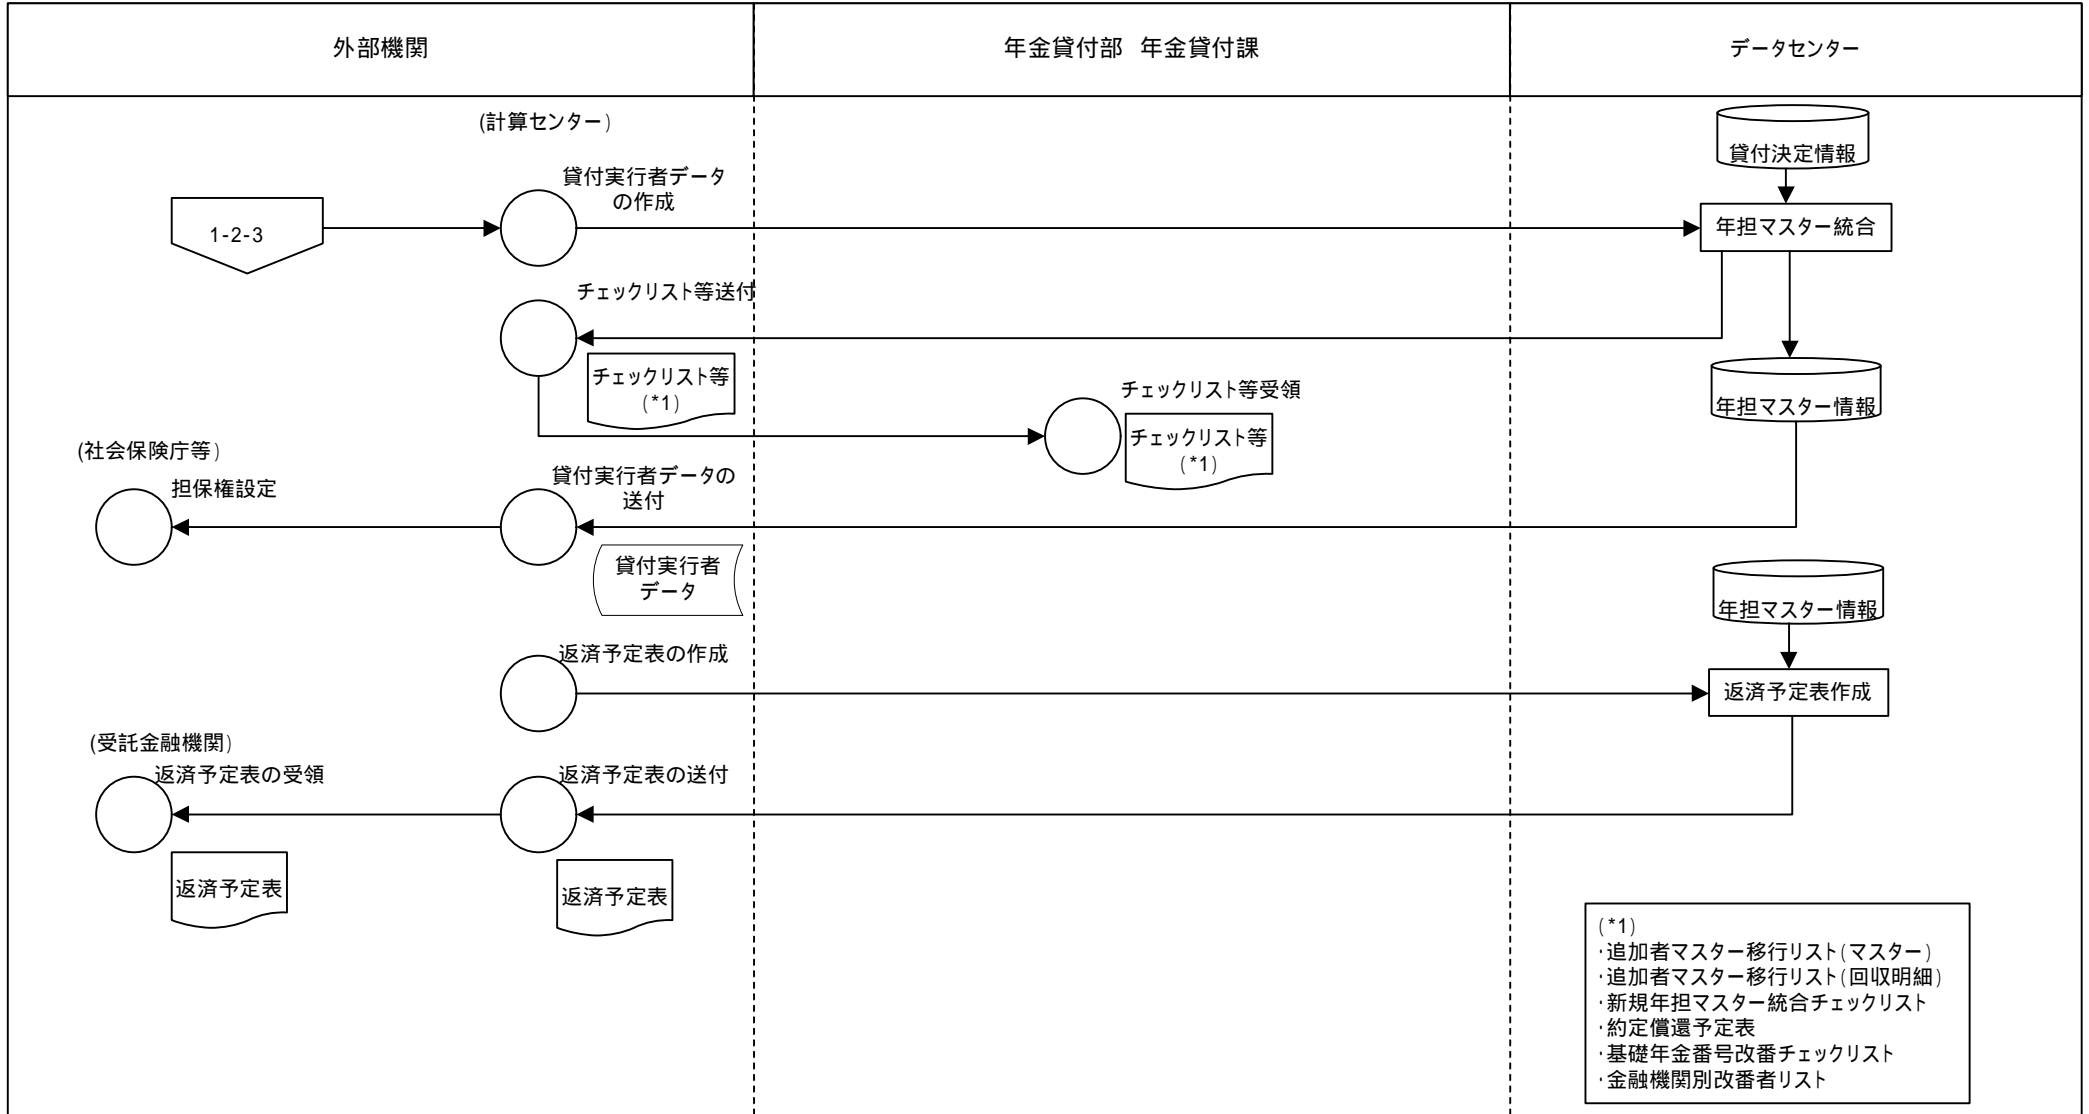 外部機関
年金貸付部 年金貸付課
データセンター
(計算センター)
貸付決定情報
貸付実行者データ
の作成
1-2-3
年担マスター統合
チェックリスト等送付
チェックリスト等
(*1)
チェックリスト等受領
チェックリスト等
(*1)
年担マスター情報
(社会保険庁等)
担保権設定
貸付実行者データの
送付
貸付実行者
データ
年担マスター情報
返済予定表の作成
返済予定表作成
(受託金融機関)
返済予定表の受領
返済予定表の送付
返済予定表
返済予定表
(*1)
・追加者マスター移行リスト(マスター)
・追加者マスター移行リスト(回収明細)
・新規年担マスター統合チェックリスト
・約定償還予定表
・基礎年金番号改番チェックリスト
・金融機関別改番者リスト